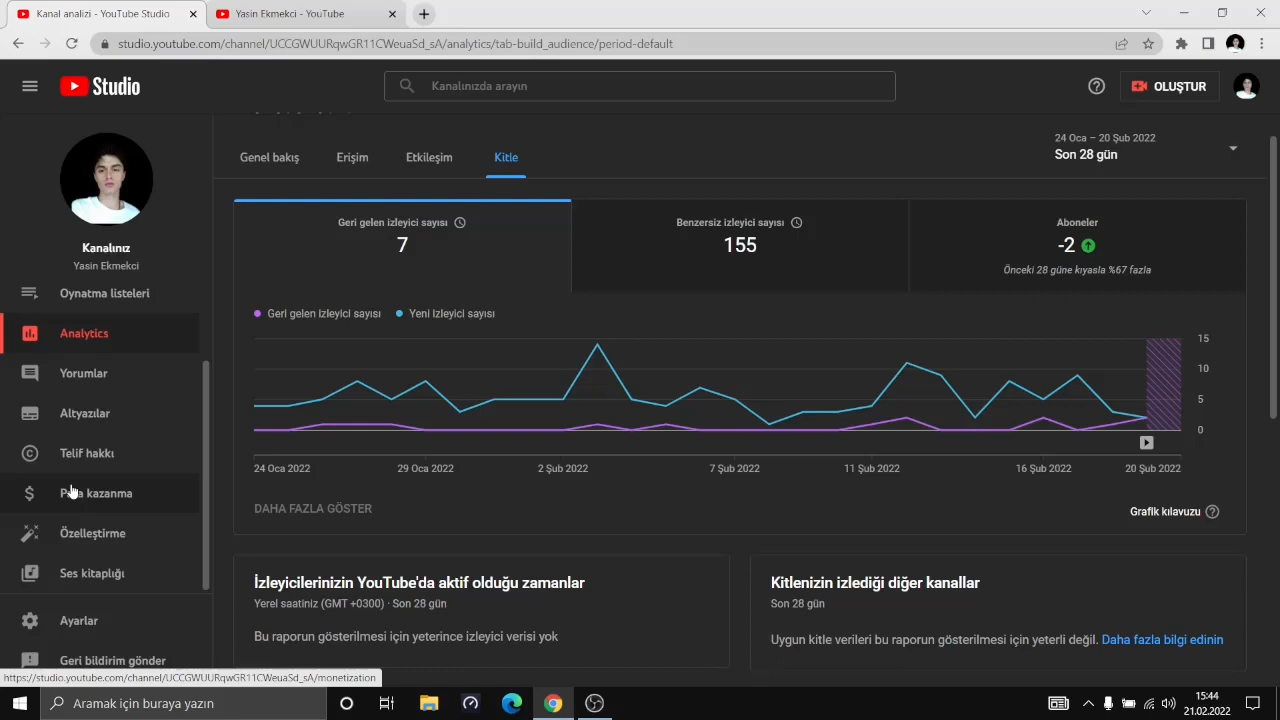 Kanal analizi - YouTube Studio
Yasin Ekmekci - YouTube
studio.youtube.com/channel/UCCGWUURqwGR11CWeuaSd_sA/analytics/tab-build_audience/period-default
Studio
Kanalınızda arayın
OLUŞTUR
Kanalınız
Yasin Ekmekci
Oynatma listeleri
Analytics
Yorumlar
Altyazılar
Telif hakkı
kazanma
Özelleştirme
Ses kitaplığı
Ayarlar
Geri bildirim gönder
Genel bakış
Erişim
Etkileşim
Kitle
24 Oca – 20 Şub 2022
Son 28 gün
Geri gelen izleyici sayısı
7
Benzersiz izleyici sayısı
155
Aboneler
-2
Önceki 28 güne kıyasla %67 fazla
Geri gelen izleyici sayısı
Yeni izleyici sayısı
15
10
5
0
24 Oca 2022
29 Oca 2022
2 Şub 2022
7 Şub 2022
11 Şub 2022
16 Şub 2022
20 Şub 2022
DAHA FAZLA GÖSTER
Grafik kılavuzu
İzleyicilerinizin YouTube'da aktif olduğu zamanlar
Yerel saatiniz (GMT +0300) · Son 28 gün
Bu raporun gösterilmesi için yeterince izleyici verisi yok
Kitlenizin izlediği diğer kanallar
Son 28 gün
Uygun kitle verileri bu raporun gösterilmesi için yeterli değil. Daha fazla bilgi edinin
https://studio.youtube.com/channel/UCCGWUURqwGR11CWeuaSd_sA/monetization
Aramak için buraya yazın
15:44
21.02.2022